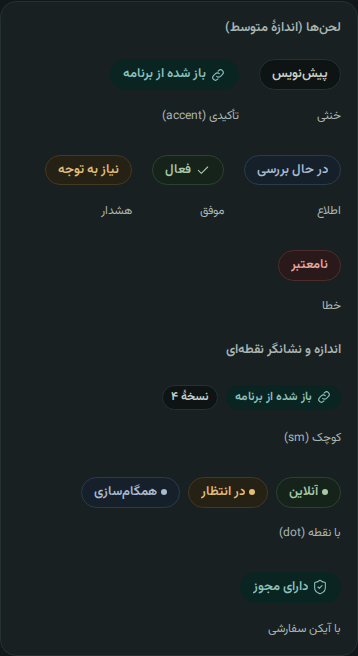 لحن‌ها (اندازهٔ متوسط)
پیش‌نویس
باز شده از برنامه
خنثی
تأکیدی (accent)
در حال بررسی
فعال
نیاز به توجه
اطلاع
موفق
هشدار
نامعتبر
خطا
اندازه و نشانگر نقطه‌ای
باز شده از برنامه
نسخهٔ ۴
کوچک (sm)
آنلاین
در انتظار
همگام‌سازی
با نقطه (dot)
دارای مجوز
با آیکن سفارشی